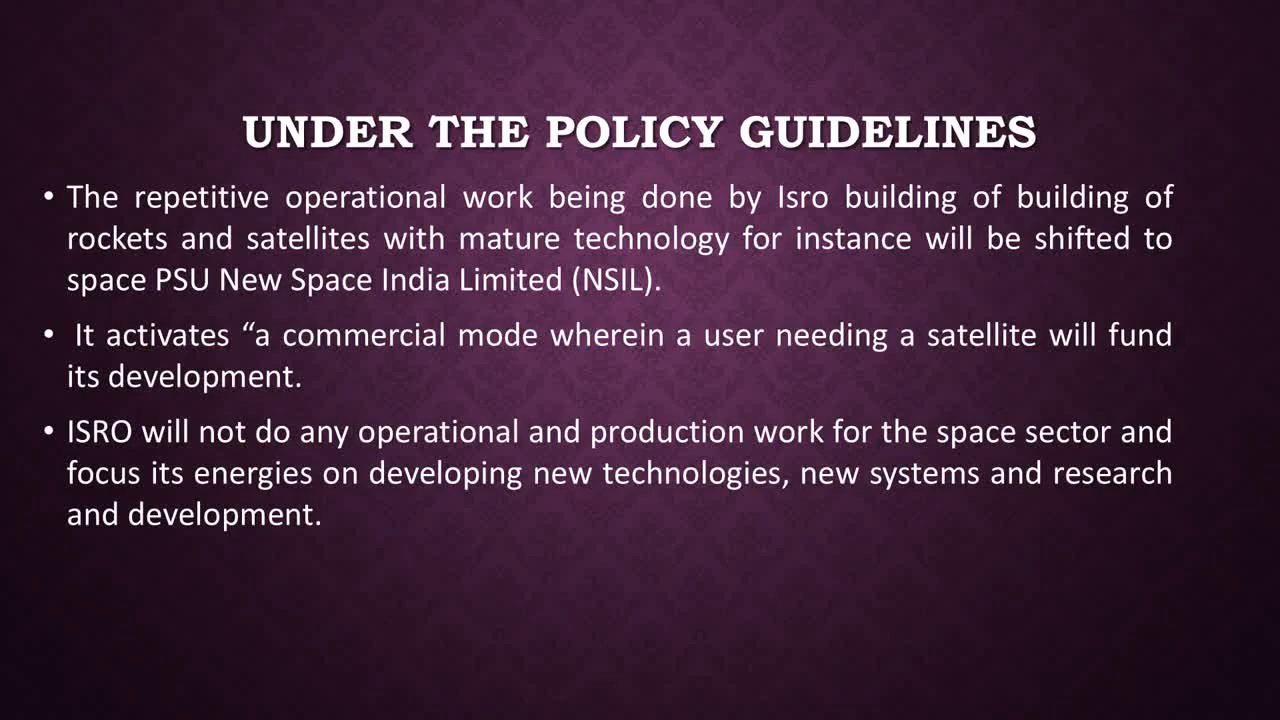 UNDER THE POLICY GUIDELINES
• The repetitive operational work being done by Isro building of building of
rockets and satellites with mature technology for instance will be shifted to
space PSU New Space India Limited (NSIL).
• It activates “a commercial mode wherein a user needing a satellite will fund
its development.
• ISRO will not do any operational and production work for the space sector and
focus its energies on developing new technologies, new systems and research
and development.